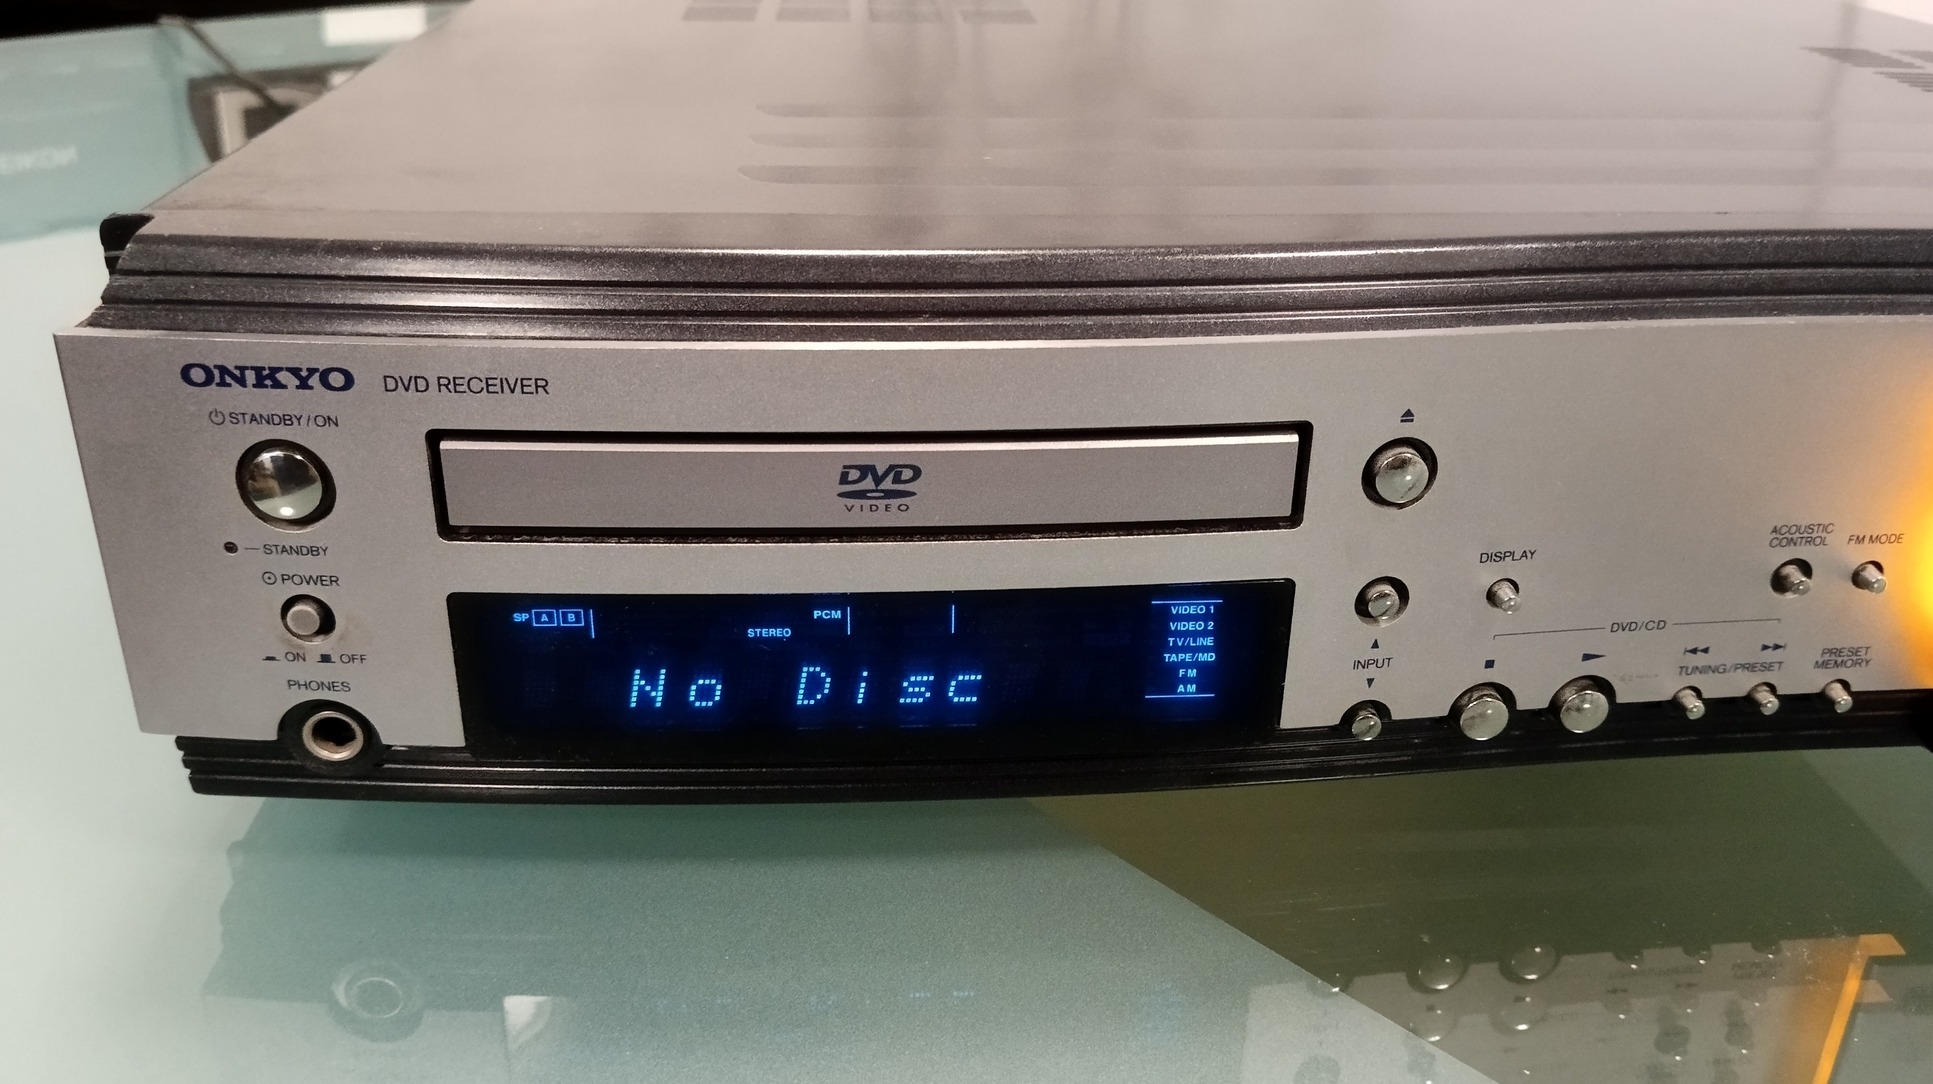 ONKYO DVD RECEIVER
STANDBY/ON
STANDBY
POWER
ON OFF
PHONES
DVD
VIDEO
SP A B
PCM
STEREO
No Disc
VIDEO 1
VIDEO 2
TV/LINE
TAPE/MD
FM
AM
INPUT
DISPLAY
ACOUSTIC
CONTROL
FM MODE
DVD/CD
TUNING/PRESET
PRESET
MEMORY